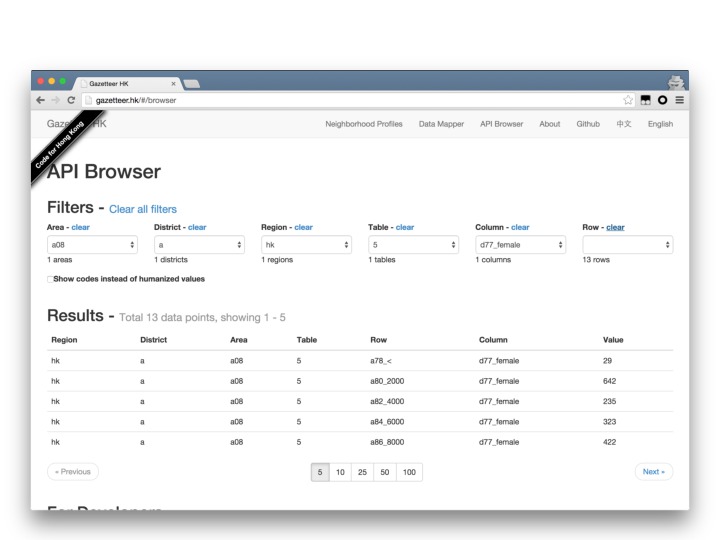 Gazetteer HK ×
gazetteer.hk/#/browser
Code for Hong Kong
HK Neighborhood Profiles Data Mapper API Browser About Github 中文 English
API Browser
Filters - Clear all filters
Area - clear District - clear Region - clear Table - clear Column - clear Row - clear
a08 a hk 5 d77_female
1 areas 1 districts 1 regions 1 tables 1 columns 13 rows
Show codes instead of humanized values
Results - Total 13 data points, showing 1 - 5
Region District Area Table Row Column Value
hk a a08 5 a78_< d77_female 29
hk a a08 5 a80_2000 d77_female 642
hk a a08 5 a82_4000 d77_female 235
hk a a08 5 a84_6000 d77_female 323
hk a a08 5 a86_8000 d77_female 422
« Previous 5 10 25 50 100 Next »
For Developers